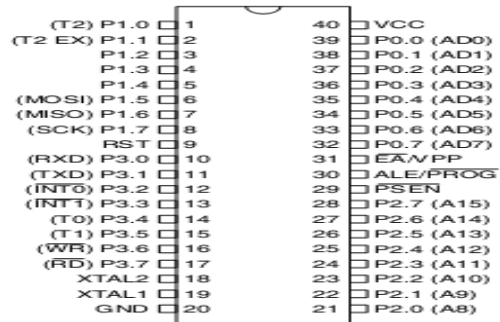 (T2) P1.0 1 40 VCC
(T2 EX) P1.1 2 39 P0.0 (AD0)
P1.2 3 38 P0.1 (AD1)
P1.3 4 37 P0.2 (AD2)
P1.4 5 36 P0.3 (AD3)
(MOSI) P1.5 6 35 P0.4 (AD4)
(MISO) P1.6 7 34 P0.5 (AD5)
(SCK) P1.7 8 33 P0.6 (AD6)
RST 9 32 P0.7 (AD7)
(RXD) P3.0 10 31 E̅A̅/VPP
(TXD) P3.1 11 30 ALE/P̅R̅O̅G̅
(I̅N̅T̅0̅) P3.2 12 29 P̅S̅E̅N̅
(I̅N̅T̅1̅) P3.3 13 28 P2.7 (A15)
(T0) P3.4 14 27 P2.6 (A14)
(T1) P3.5 15 26 P2.5 (A13)
(W̅R̅) P3.6 16 25 P2.4 (A12)
(R̅D̅) P3.7 17 24 P2.3 (A11)
XTAL2 18 23 P2.2 (A10)
XTAL1 19 22 P2.1 (A9)
GND 20 21 P2.0 (A8)